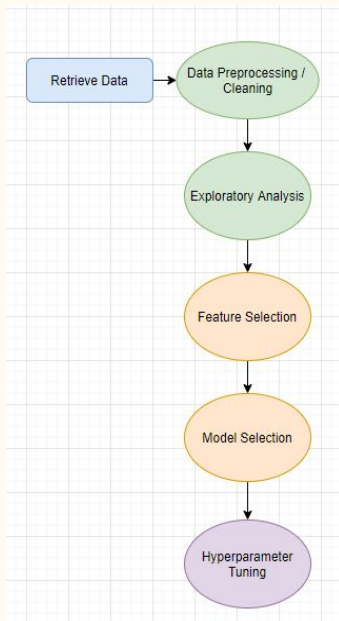 Retrieve Data
Data Preprocessing /
Cleaning
Exploratory Analysis
Feature Selection
Model Selection
Hyperparameter
Tuning